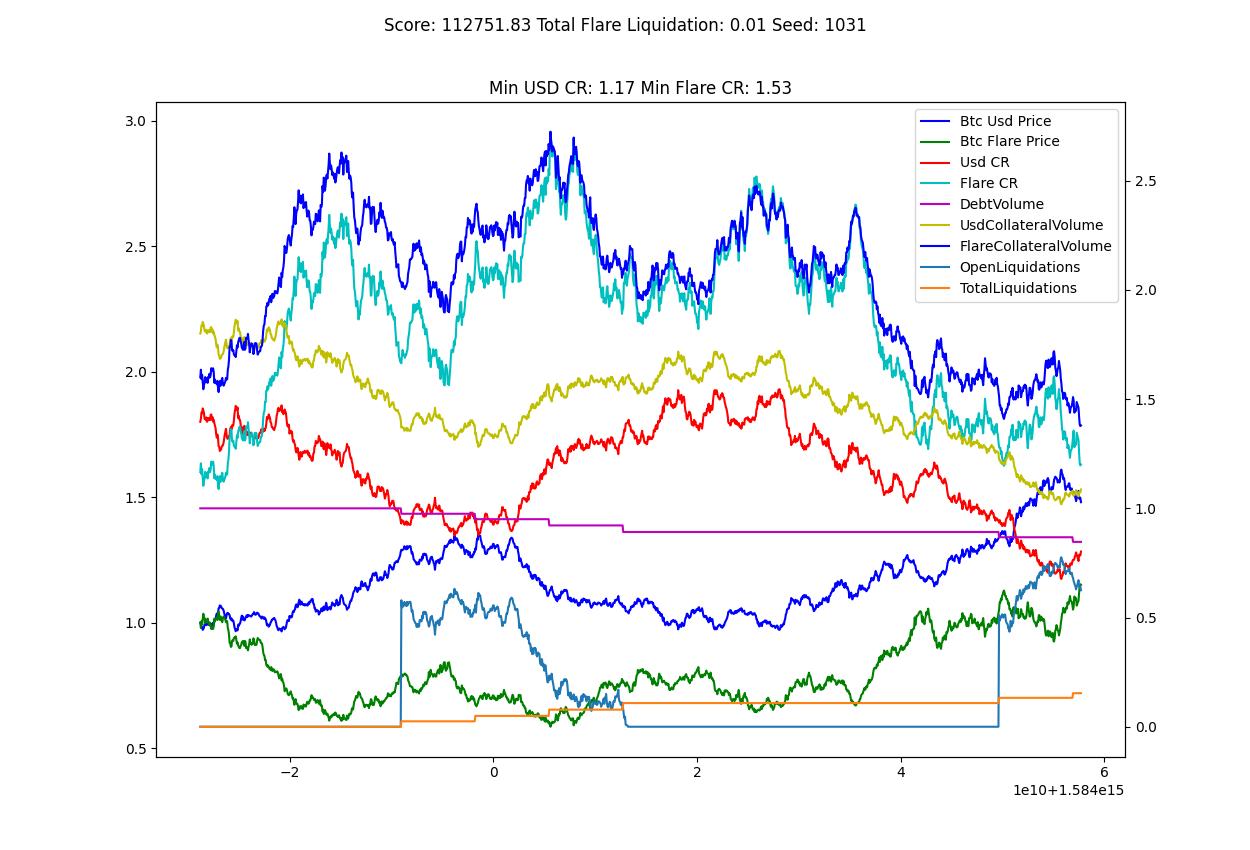 Score: 112751.83 Total Flare Liquidation: 0.01 Seed: 1031
Min USD CR: 1.17 Min Flare CR: 1.53
Btc Usd Price
Btc Flare Price
Usd CR
Flare CR
DebtVolume
UsdCollateralVolume
FlareCollateralVolume
OpenLiquidations
TotalLiquidations
3.0
2.5
2.0
1.5
1.0
0.5
2.5
2.0
1.5
1.0
0.5
0.0
−2 0 2 4 6
1e10+1.584e15